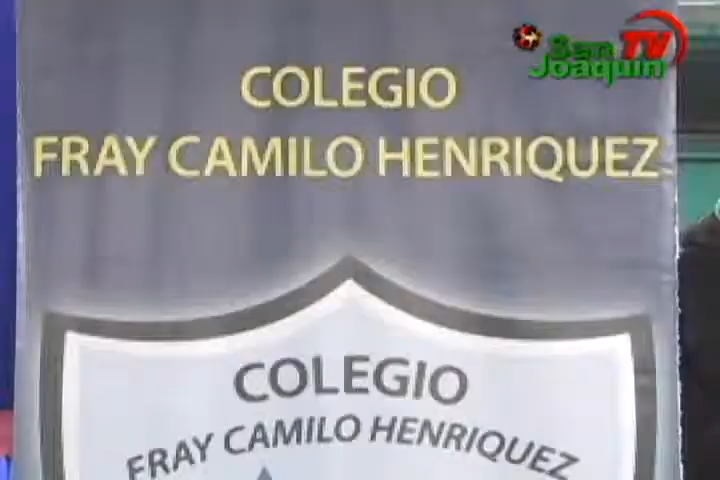 San TV
Joaquin
COLEGIO
FRAY CAMILO HENRIQUEZ
COLEGIO
FRAY CAMILO HENRIQUEZ